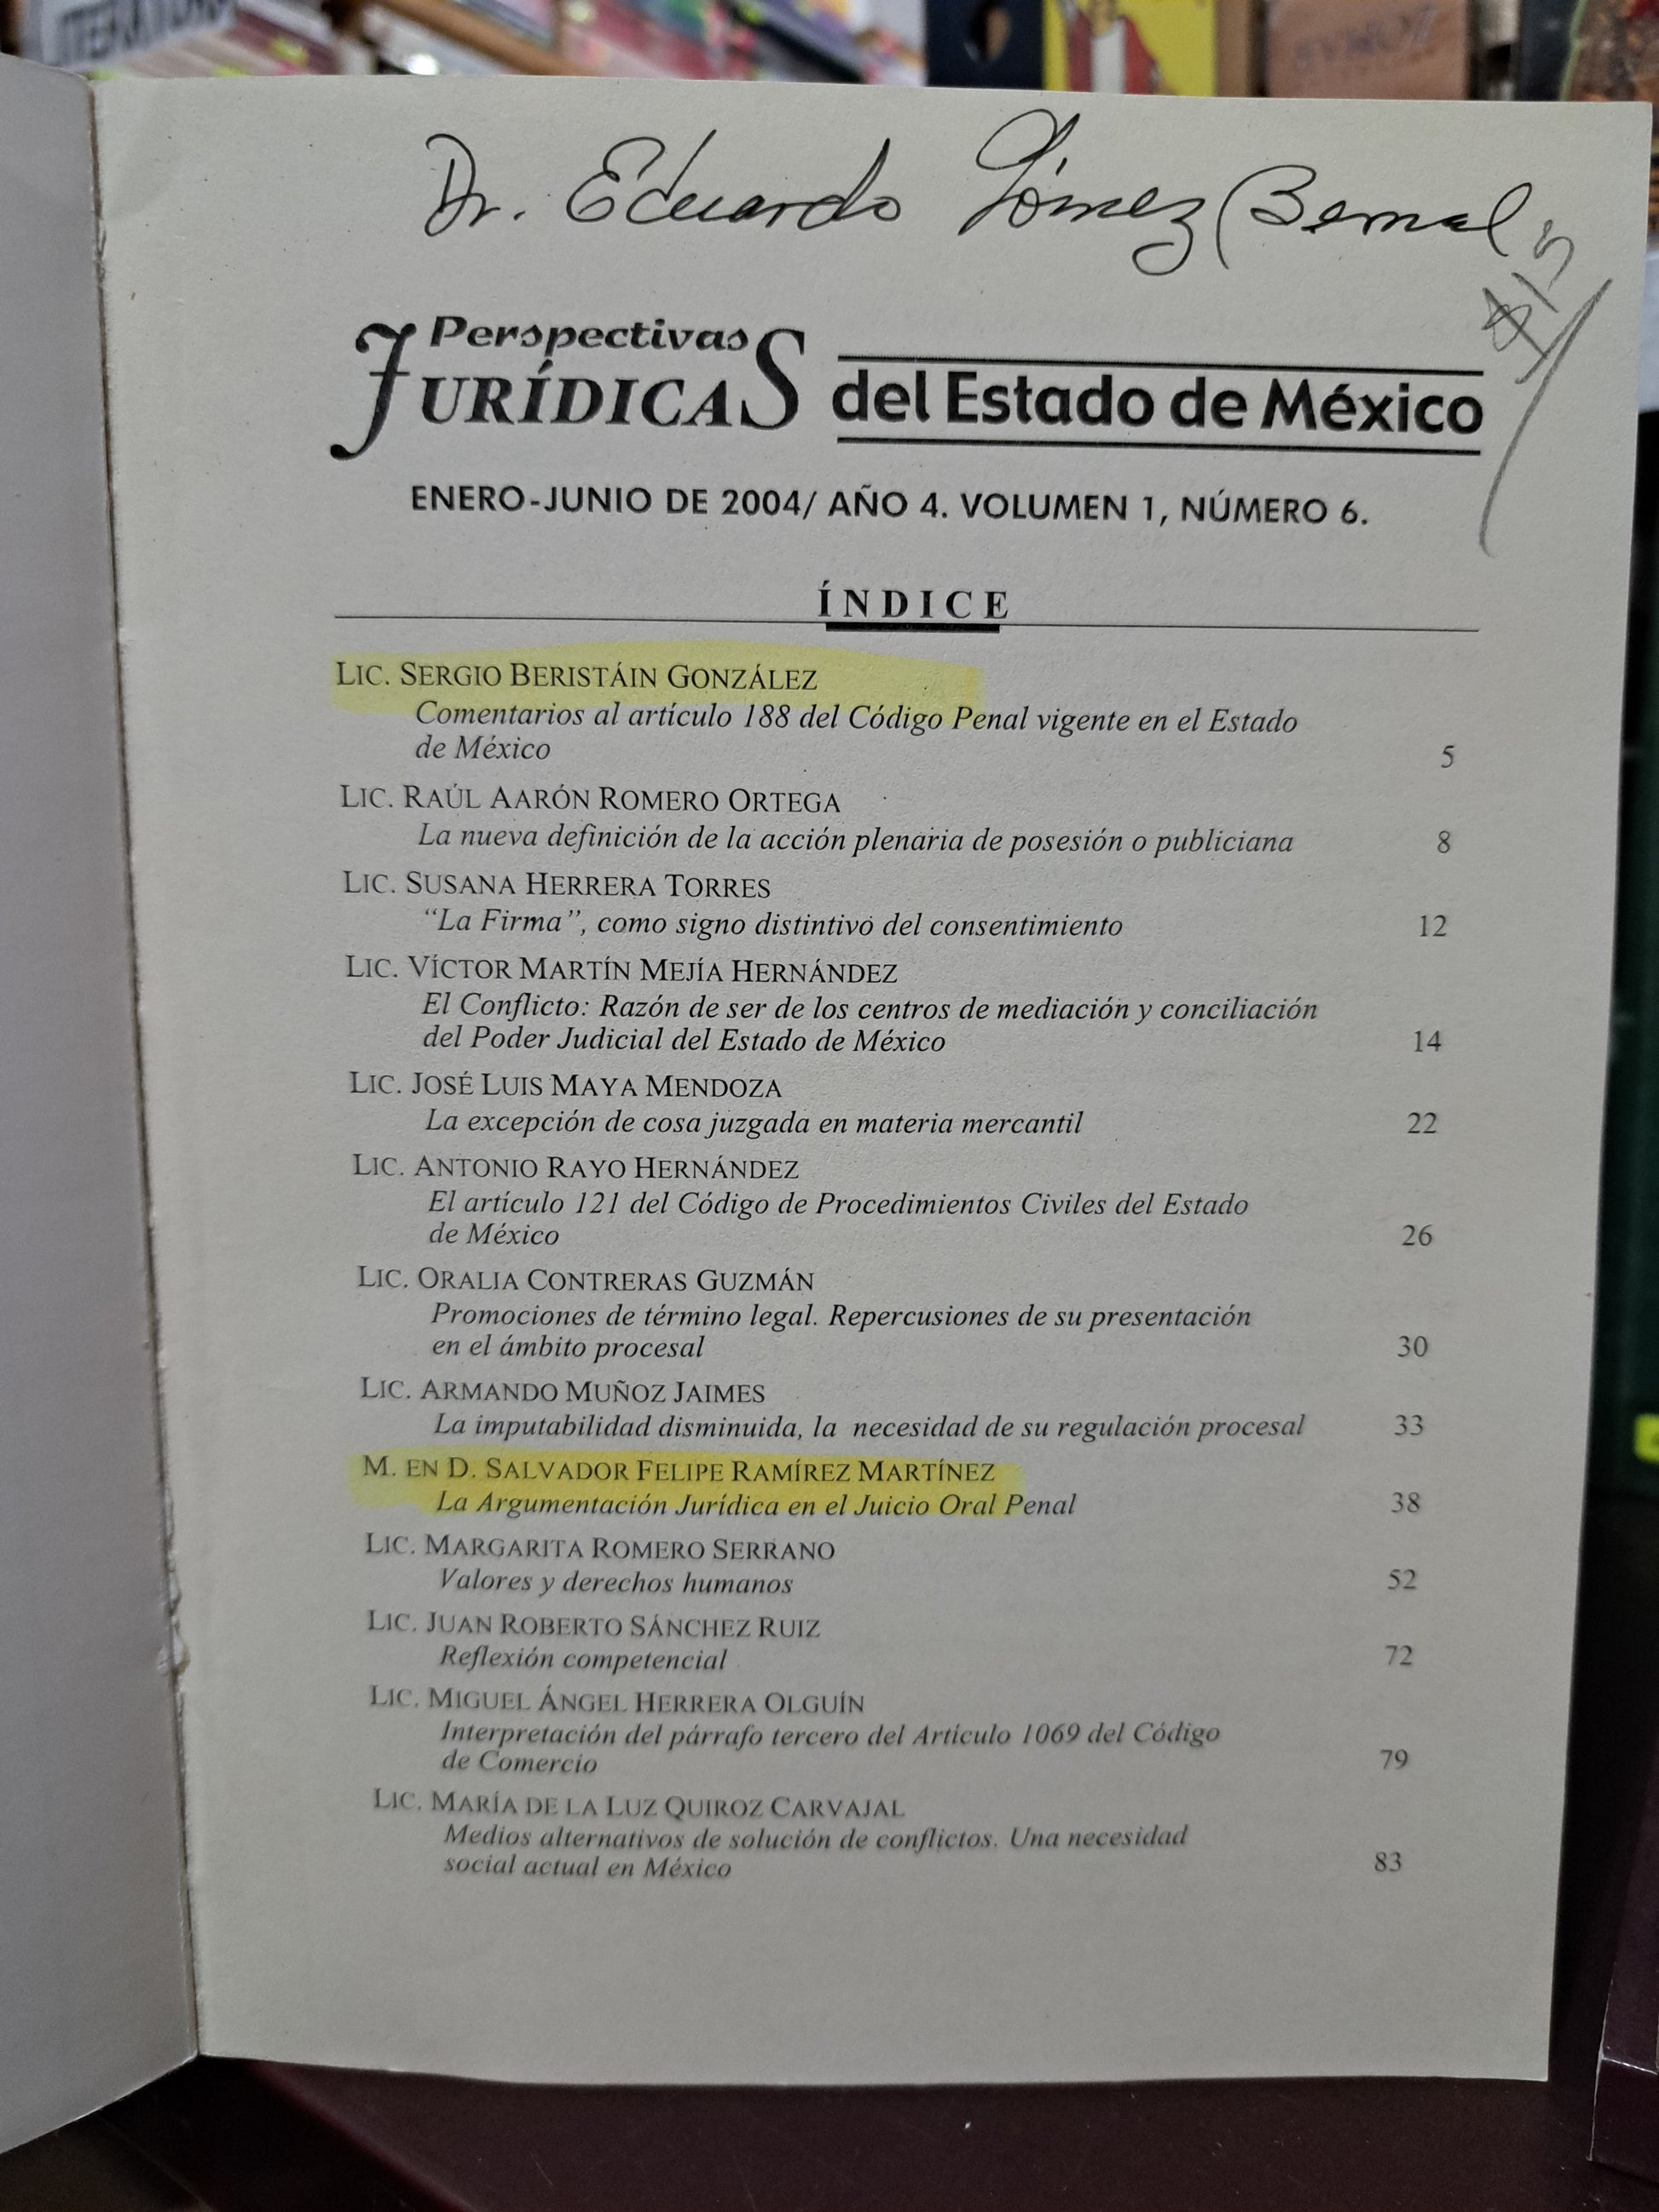 Dr. Eduardo Gómez Bernal
$15
Perspectivas
JURÍDICAS del Estado de México
ENERO-JUNIO DE 2004/ AÑO 4. VOLUMEN 1, NÚMERO 6.
ÍNDICE
LIC. SERGIO BERISTÁIN GONZÁLEZ
Comentarios al artículo 188 del Código Penal vigente en el Estado
de México 5
LIC. RAÚL AARÓN ROMERO ORTEGA
La nueva definición de la acción plenaria de posesión o publiciana 8
LIC. SUSANA HERRERA TORRES
“La Firma”, como signo distintivo del consentimiento 12
LIC. VÍCTOR MARTÍN MEJÍA HERNÁNDEZ
El Conflicto: Razón de ser de los centros de mediación y conciliación
del Poder Judicial del Estado de México 14
LIC. JOSÉ LUIS MAYA MENDOZA
La excepción de cosa juzgada en materia mercantil 22
LIC. ANTONIO RAYO HERNÁNDEZ
El artículo 121 del Código de Procedimientos Civiles del Estado
de México 26
LIC. ORALIA CONTRERAS GUZMÁN
Promociones de término legal. Repercusiones de su presentación
en el ámbito procesal 30
LIC. ARMANDO MUÑOZ JAIMES
La imputabilidad disminuida, la necesidad de su regulación procesal 33
M. EN D. SALVADOR FELIPE RAMÍREZ MARTÍNEZ
La Argumentación Jurídica en el Juicio Oral Penal 38
LIC. MARGARITA ROMERO SERRANO
Valores y derechos humanos 52
LIC. JUAN ROBERTO SÁNCHEZ RUIZ
Reflexión competencial 72
LIC. MIGUEL ÁNGEL HERRERA OLGUÍN
Interpretación del párrafo tercero del Artículo 1069 del Código
de Comercio 79
LIC. MARÍA DE LA LUZ QUIROZ CARVAJAL
Medios alternativos de solución de conflictos. Una necesidad
social actual en México 83